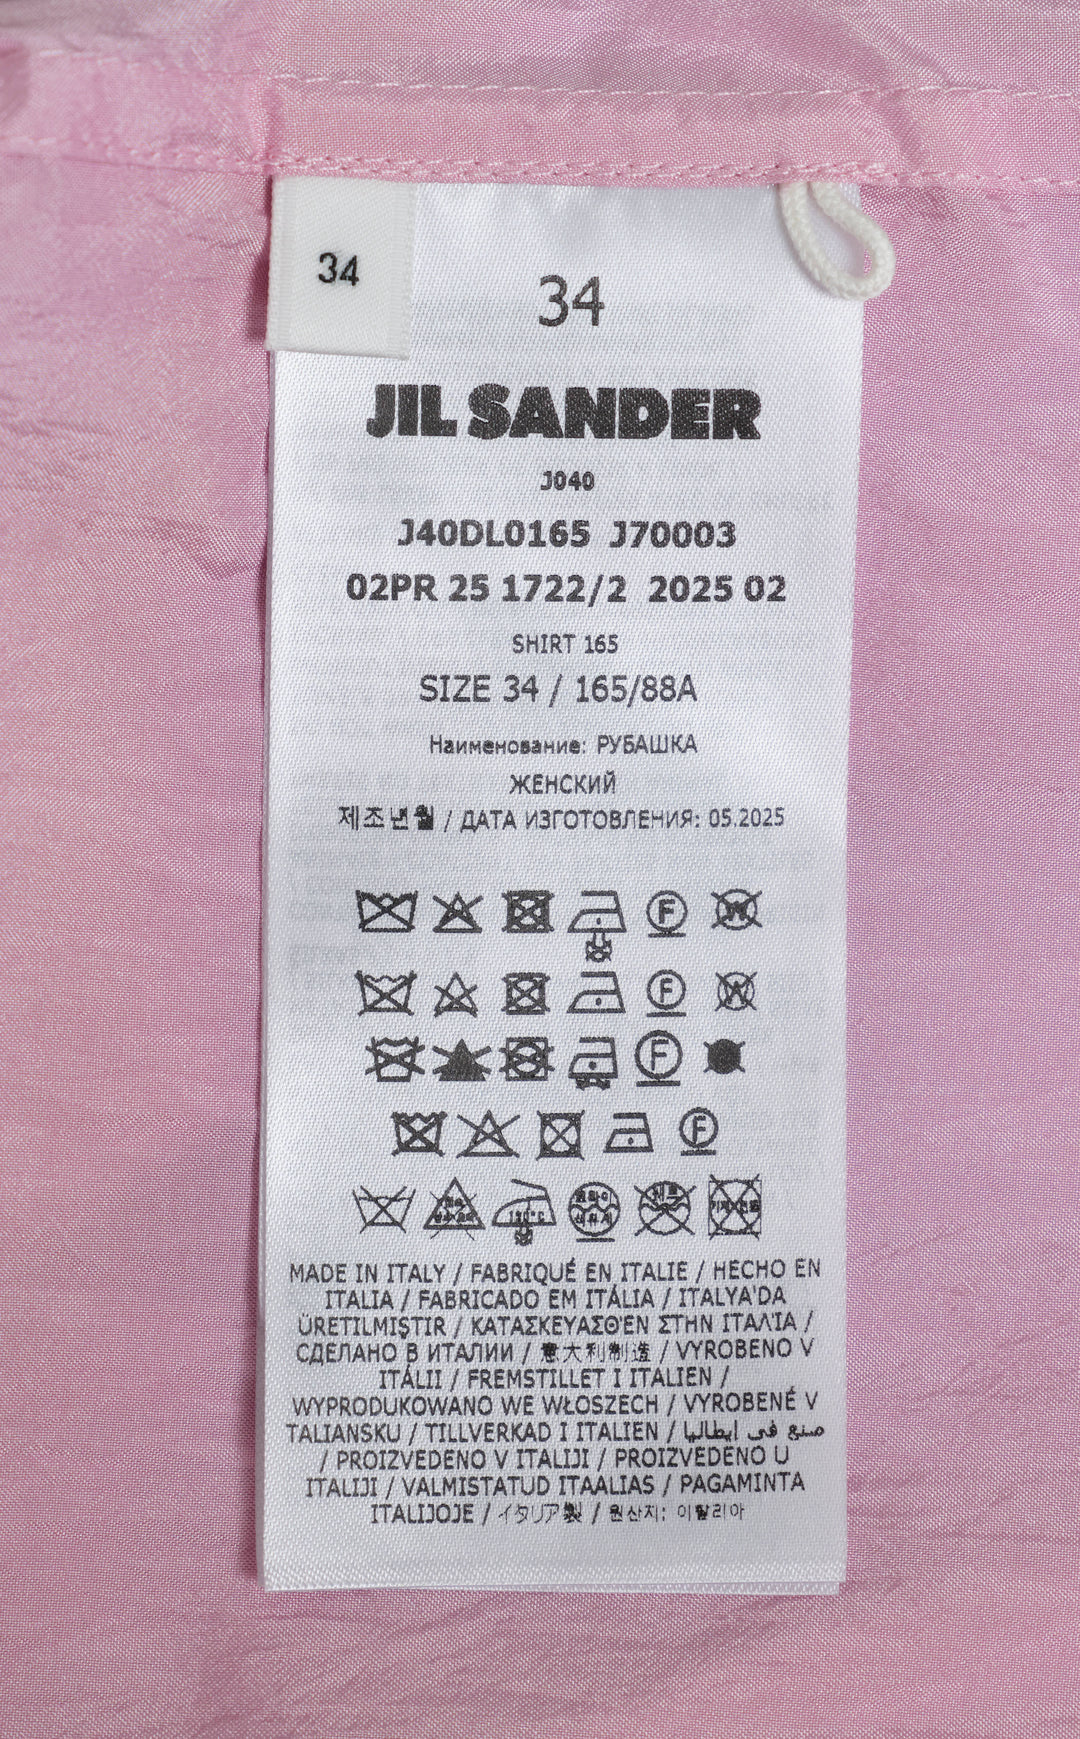 34
34
JIL SANDER
J040
J40DL0165 J70003
02PR 25 1722/2 2025 02
SHIRT 165
SIZE 34 / 165/88A
Наименование: РУБАШКА
ЖЕНСКИЙ
제조년월 / ДАТА ИЗГОТОВЛЕНИЯ: 05.2025
F W
F W
F
F
MADE IN ITALY / FABRIQUÉ EN ITALIE / HECHO EN
ITALIA / FABRICADO EM ITÁLIA / ITALYA'DA
ÜRETILMIŞTIR / ΚΑΤΑΣΚΕΥΑΣΘ'ΕΝ ΣΤΗΝ ΙΤΑΛ'ΙΑ /
СДЕЛАНО В ИТАЛИИ / 意大利制造 / VYROBENO V
ITÁLII / FREMSTILLET I ITALIEN /
WYPRODUKOWANO WE WŁOSZECH / VYROBENÉ V
TALIANSKU / TILLVERKAD I ITALIEN / صنع في ايطاليا
/ PROIZVEDENO V ITALIJI / PROIZVEDENO U
ITALIJI / VALMISTATUD ITAALIAS / PAGAMINTA
ITALIJOJE / イタリア製 / 원산지: 이탈리아